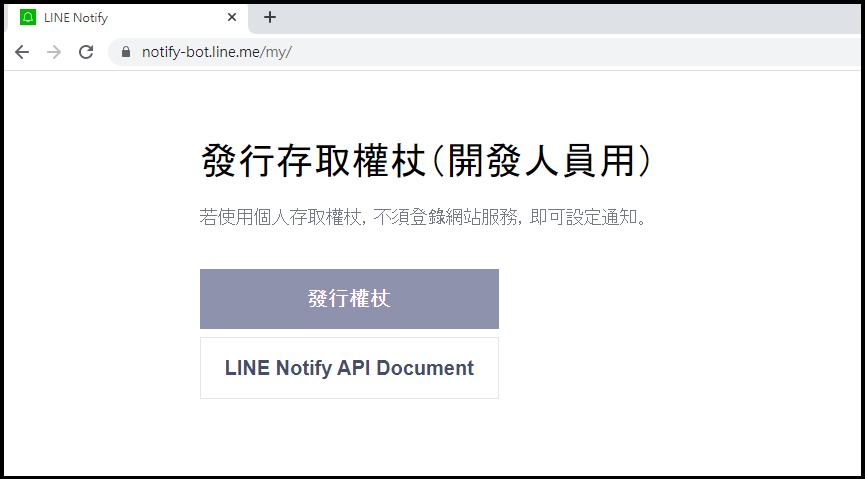 LINE Notify
notify-bot.line.me/my/
發行存取權杖(開發人員用)
若使用個人存取權杖, 不須登錄網站服務, 即可設定通知。
發行權杖
LINE Notify API Document